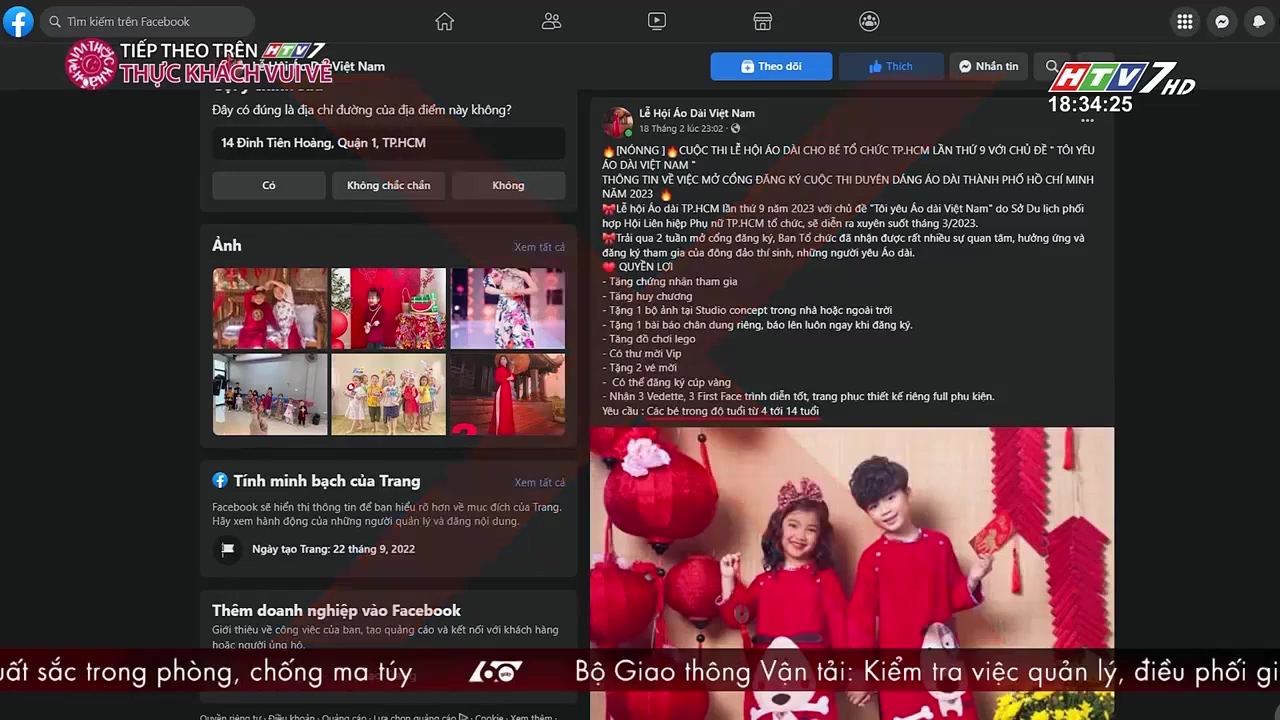 Tìm kiếm trên Facebook
TIẾP THEO TRÊN HTV7
THỰC KHÁCH VUI VẺ
Việt Nam
Theo dõi
Thích
Nhắn tin
HTV7 HD
18:34:25
Đây có đúng là địa chỉ đường của địa điểm này không?
14 Đinh Tiên Hoàng, Quận 1, TP.HCM
Có
Không chắc chắn
Không
Ảnh
Xem tất cả
Tính minh bạch của Trang
Xem tất cả
Facebook sẽ hiển thị thông tin để bạn hiểu rõ hơn về mục đích của Trang.
Hãy xem hành động của những người quản lý và đăng nội dung.
Ngày tạo Trang: 22 tháng 9, 2022
Thêm doanh nghiệp vào Facebook
Giới thiệu về công việc của bạn, tạo quảng cáo và kết nối với khách hàng
hoặc người ủng hộ.
Quyền riêng tư · Điều khoản · Quảng cáo · Lựa chọn quảng cáo · Cookie · Xem thêm ·
Lễ Hội Áo Dài Việt Nam
18 Tháng 2 lúc 23:02 ·
🔥[NÓNNG ]🔥CUỘC THI LỄ HỘI ÁO DÀI CHO BÉ TỔ CHỨC TP.HCM LẦN THỨ 9 VỚI CHỦ ĐỀ " TÔI YÊU
ÁO DÀI VIỆT NAM "
THÔNG TIN VỀ VIỆC MỞ CỔNG ĐĂNG KÝ CUỘC THI DUYÊN DÁNG ÁO DÀI THÀNH PHỐ HỒ CHÍ MINH
NĂM 2023 🔥
🎀Lễ hội Áo dài TP.HCM lần thứ 9 năm 2023 với chủ đề "Tôi yêu Áo dài Việt Nam" do Sở Du lịch phối
hợp Hội Liên hiệp Phụ nữ TP.HCM tổ chức, sẽ diễn ra xuyên suốt tháng 3/2023.
🎀Trải qua 2 tuần mở cổng đăng ký, Ban Tổ chức đã nhận được rất nhiều sự quan tâm, hưởng ứng và
đăng ký tham gia của đông đảo thí sinh, những người yêu Áo dài.
❤️ QUYỀN LỢI
- Tặng chứng nhận tham gia
- Tặng huy chương
- Tặng 1 bộ ảnh tại Studio concept trong nhà hoặc ngoài trời
- Tặng 1 bài báo chân dung riêng, báo lên luôn ngay khi đăng ký.
- Tặng đồ chơi lego
- Có thư mời Vip
- Tặng 2 vé mời
- Có thể đăng ký cúp vàng
- Nhân 3 Vedette, 3 First Face trình diễn tốt, trang phục thiết kế riêng full phụ kiện.
Yêu cầu : Các bé trong độ tuổi từ 4 tới 14 tuổi
uất sắc trong phòng, chống ma túy
60 giây
Bộ Giao thông Vận tải: Kiểm tra việc quản lý, điều phối gi